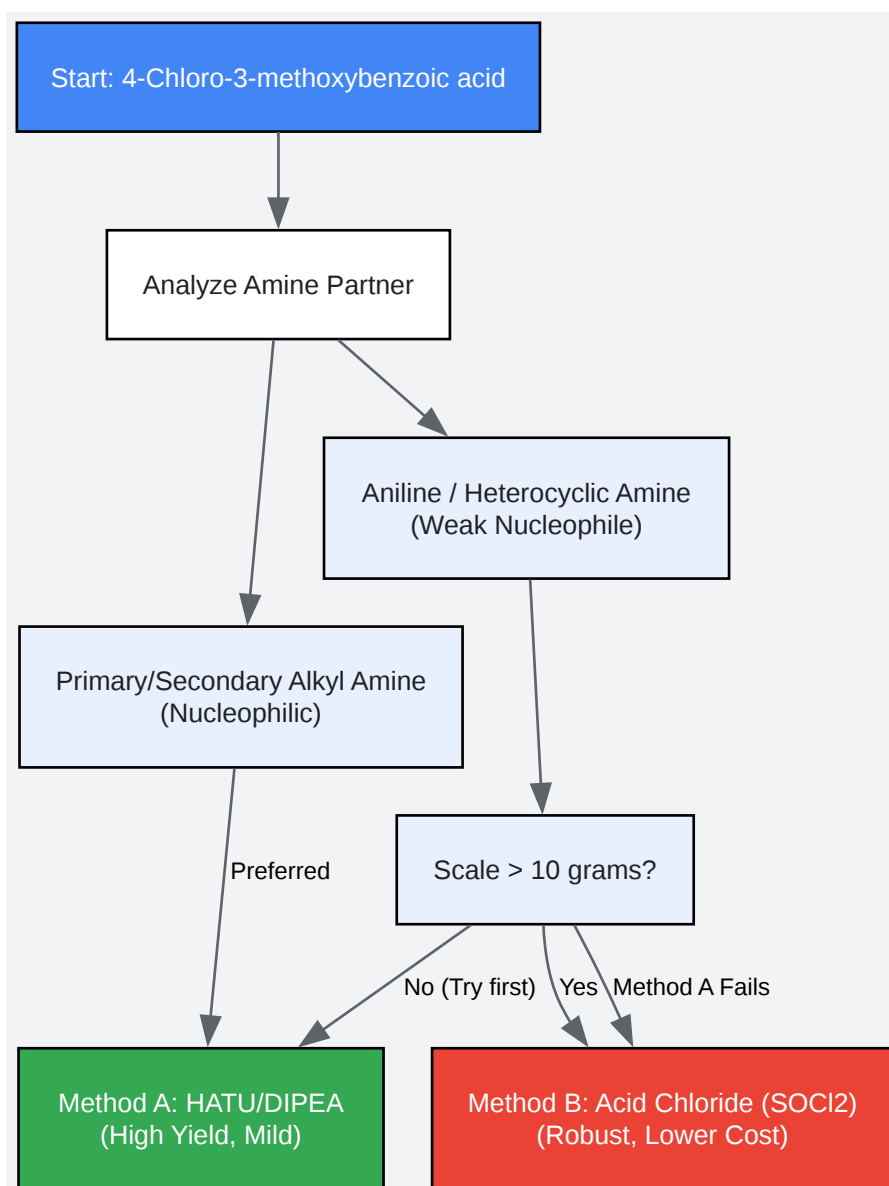 Start: 4-Chloro-3-methoxybenzoic acid
Analyze Amine Partner
Aniline / Heterocyclic Amine
(Weak Nucleophile)
Primary/Secondary Alkyl Amine
(Nucleophilic)
Scale > 10 grams?
Preferred
No (Try first)
Yes
Method A Fails
Method A: HATU/DIPEA
(High Yield, Mild)
Method B: Acid Chloride (SOCl2)
(Robust, Lower Cost)